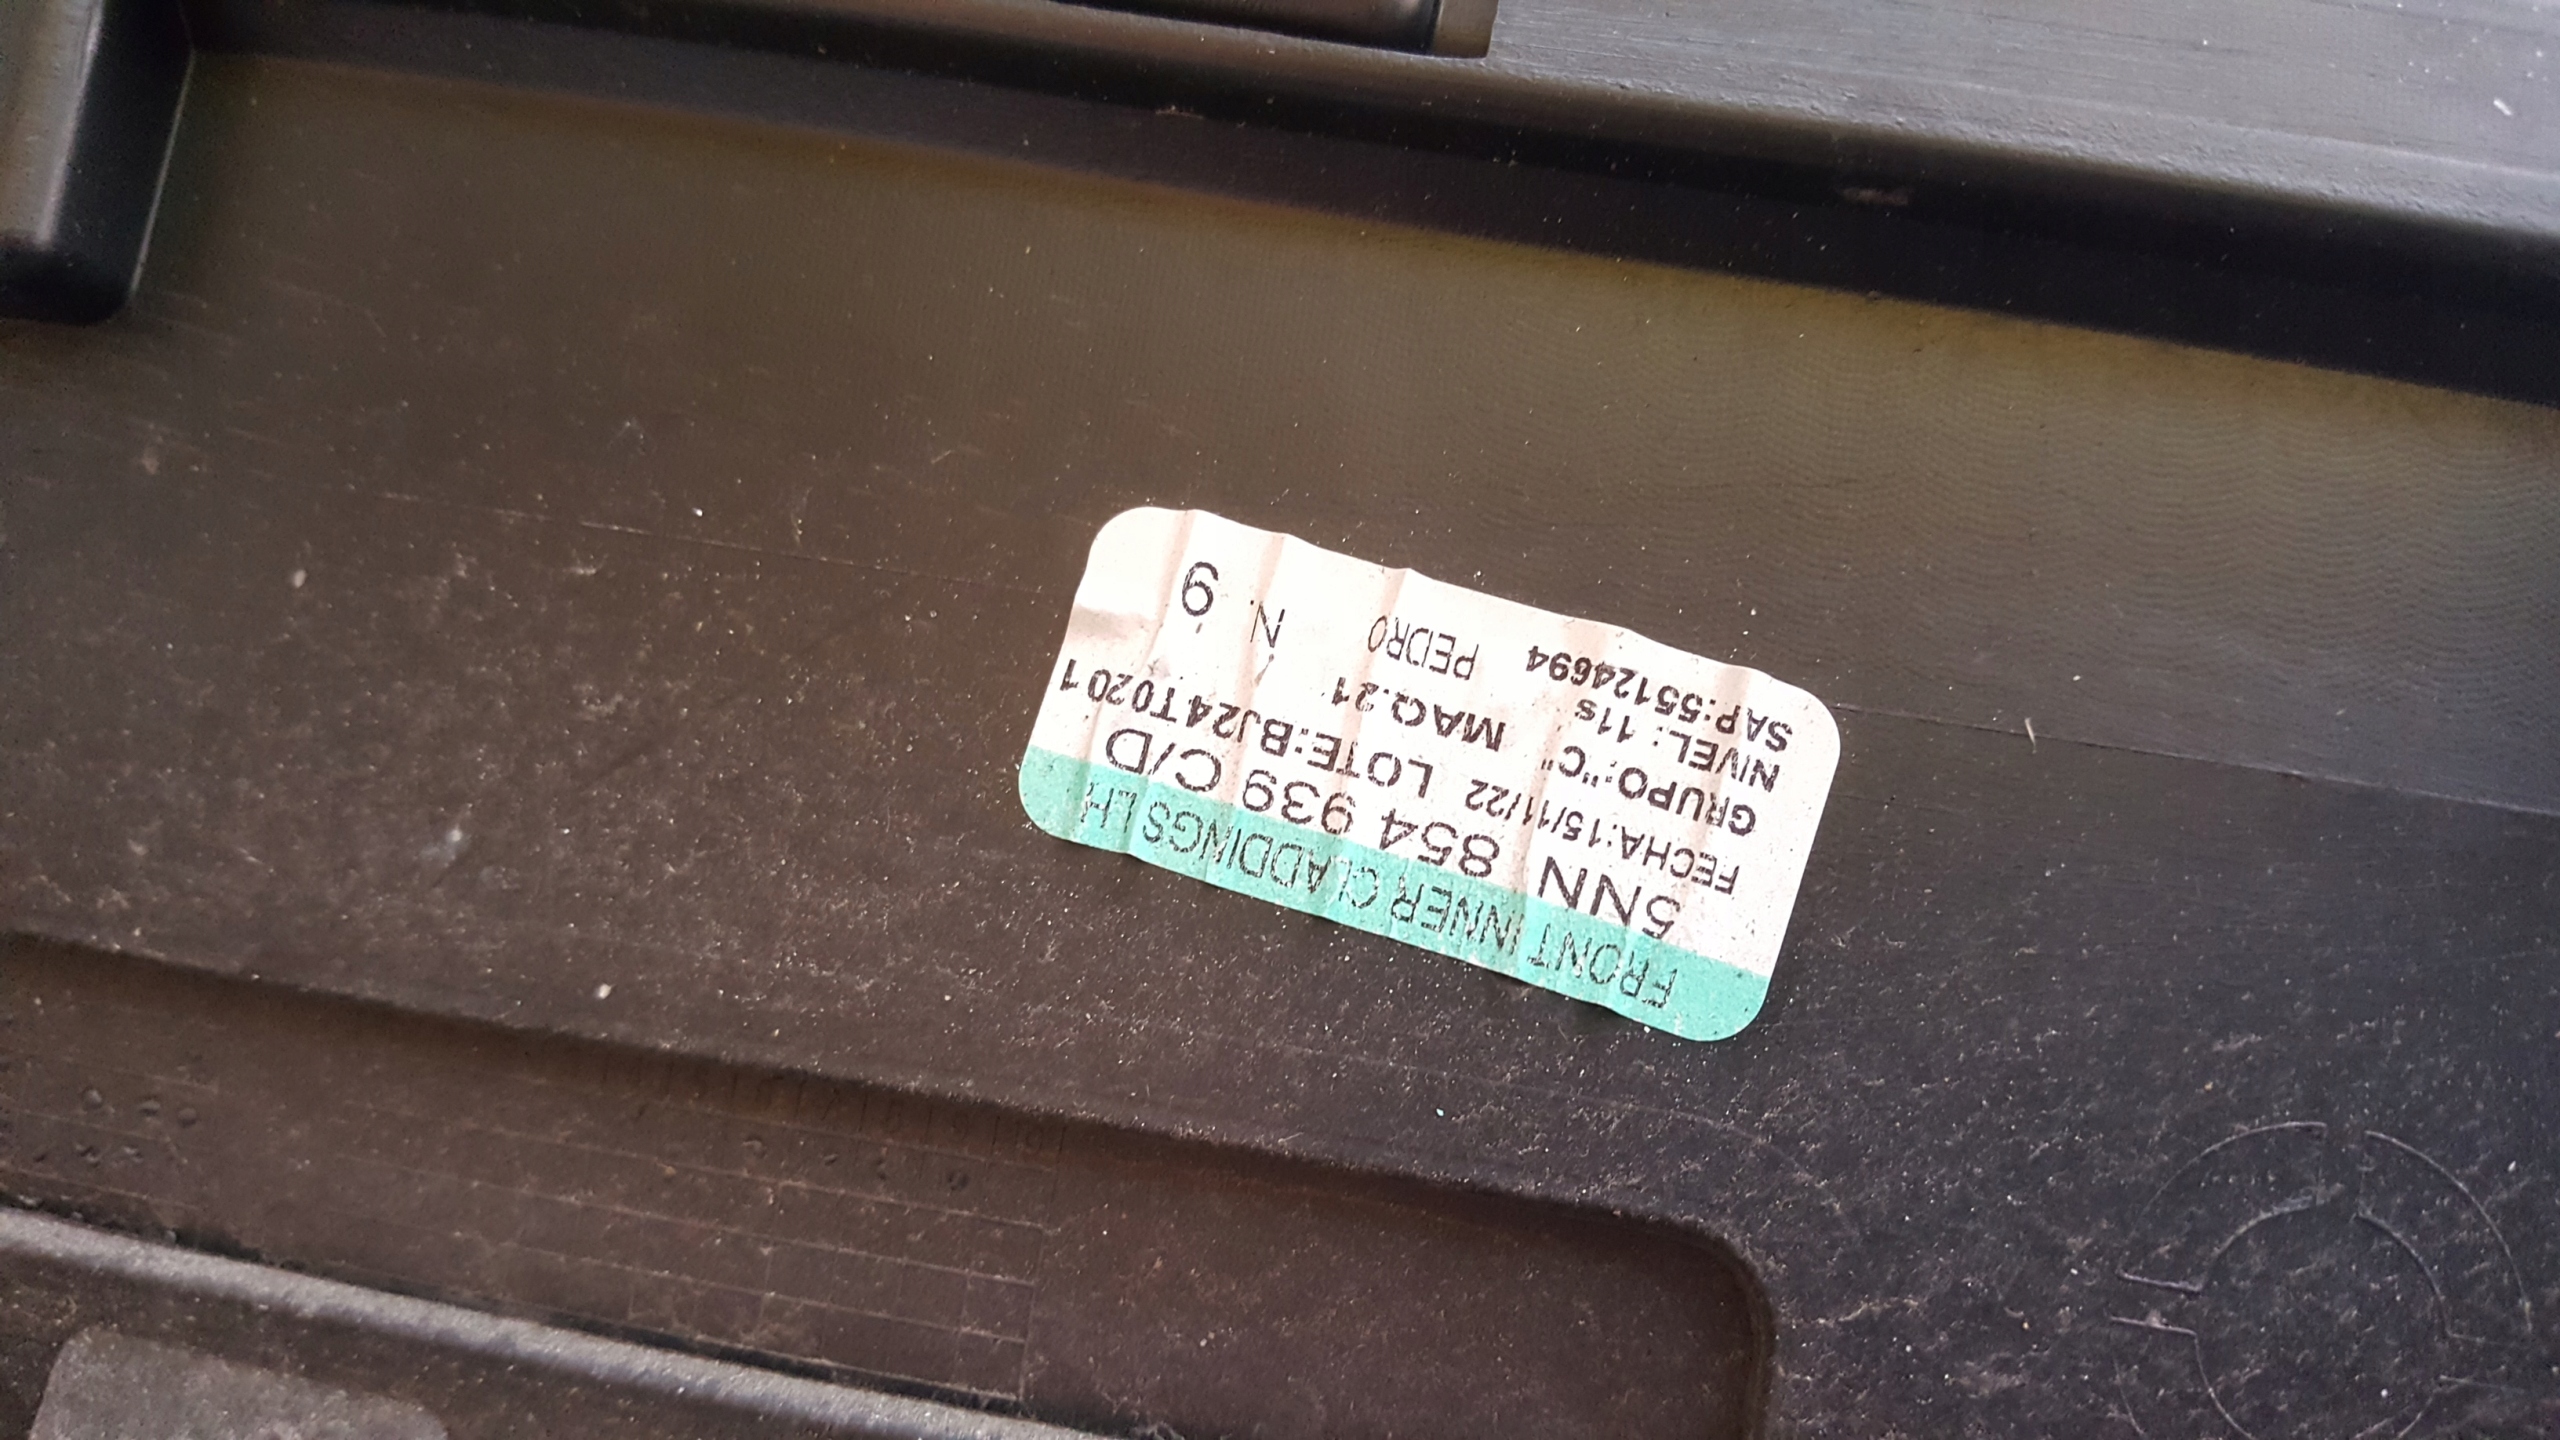 FRONT INNER CLADDINGS LH
5NN 854 939 C/D
FECHA:15/11/22 LOTE:BJ24T0201
GRUPO:"C" MAQ.21 N. 9
NIVEL: 11s PEDRO
SAP:55124694